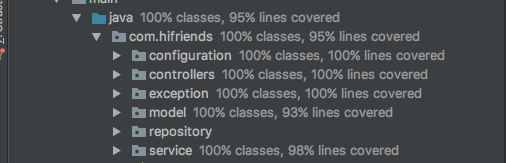 main
java 100% classes, 95% lines covered
com.hifriends 100% classes, 95% lines covered
configuration 100% classes, 100% lines covered
controllers 100% classes, 100% lines covered
exception 100% classes, 100% lines covered
model 100% classes, 93% lines covered
repository
service 100% classes, 98% lines covered